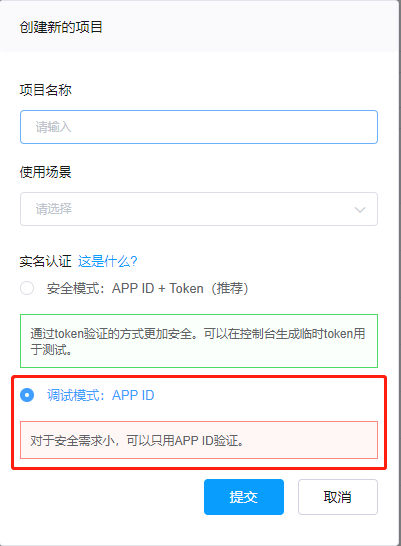 创建新的项目
项目名称
请输入
使用场景
请选择
实名认证 这是什么?
安全模式：APP ID + Token（推荐）
通过token验证的方式更加安全。可以在控制台生成临时token用
于测试。
调试模式：APP ID
对于安全需求小，可以只用APP ID验证。
提交 取消